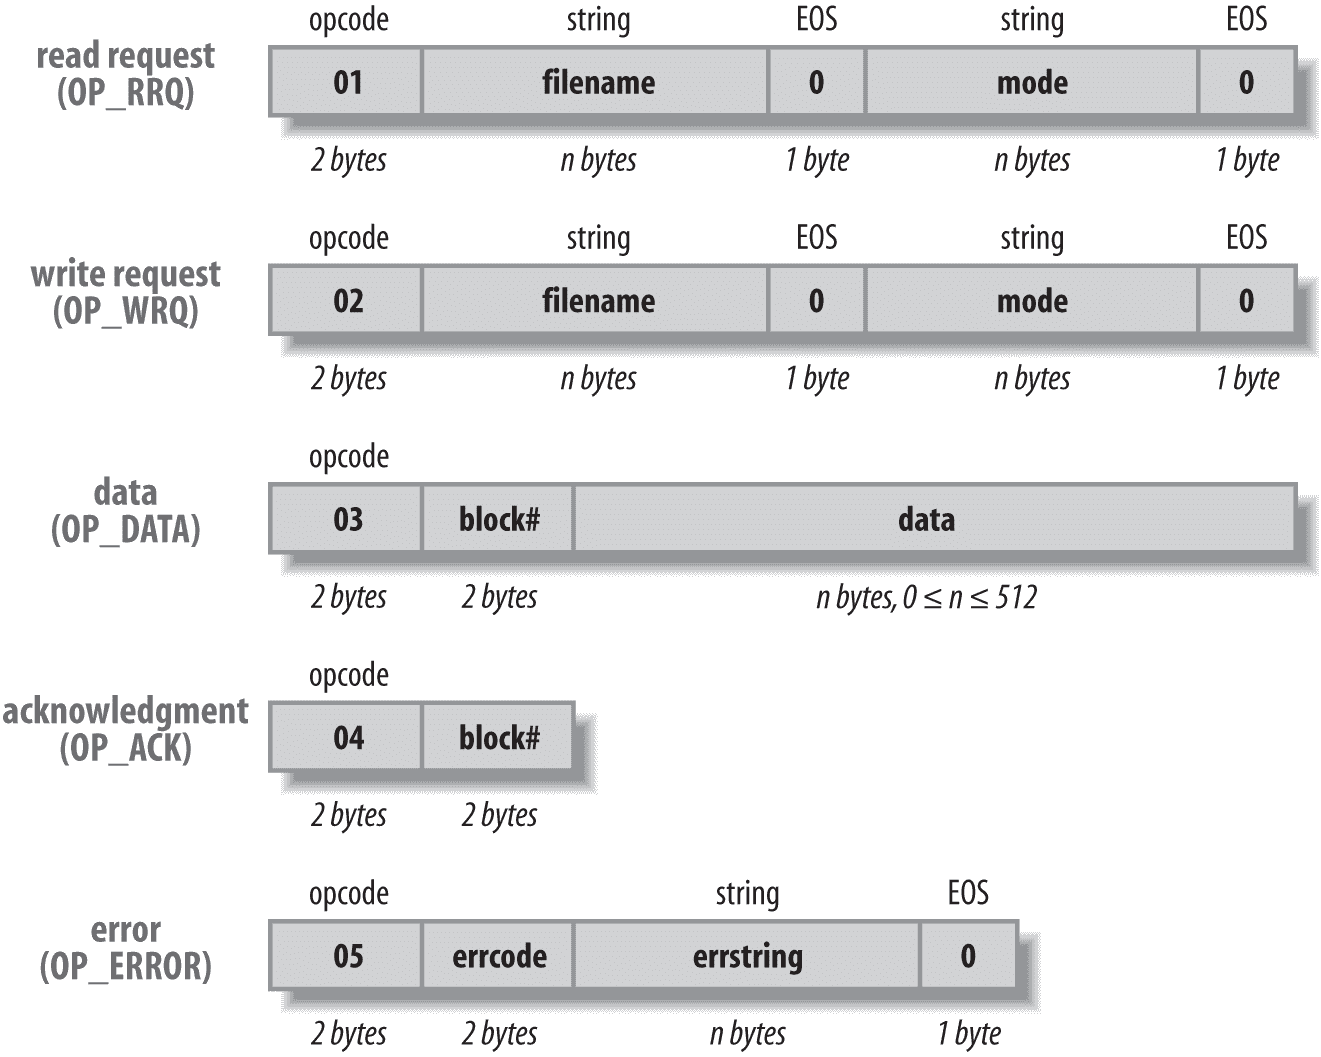 opcode string EOS string EOS
read request
(OP_RRQ)
01 filename 0 mode 0
2 bytes n bytes 1 byte n bytes 1 byte
opcode string EOS string EOS
write request
(OP_WRQ)
02 filename 0 mode 0
2 bytes n bytes 1 byte n bytes 1 byte
opcode
data
(OP_DATA)
03 block# data
2 bytes 2 bytes n bytes, 0 ≤ n ≤ 512
opcode
acknowledgment
(OP_ACK)
04 block#
2 bytes 2 bytes
opcode string EOS
error
(OP_ERROR)
05 errcode errstring 0
2 bytes 2 bytes n bytes 1 byte